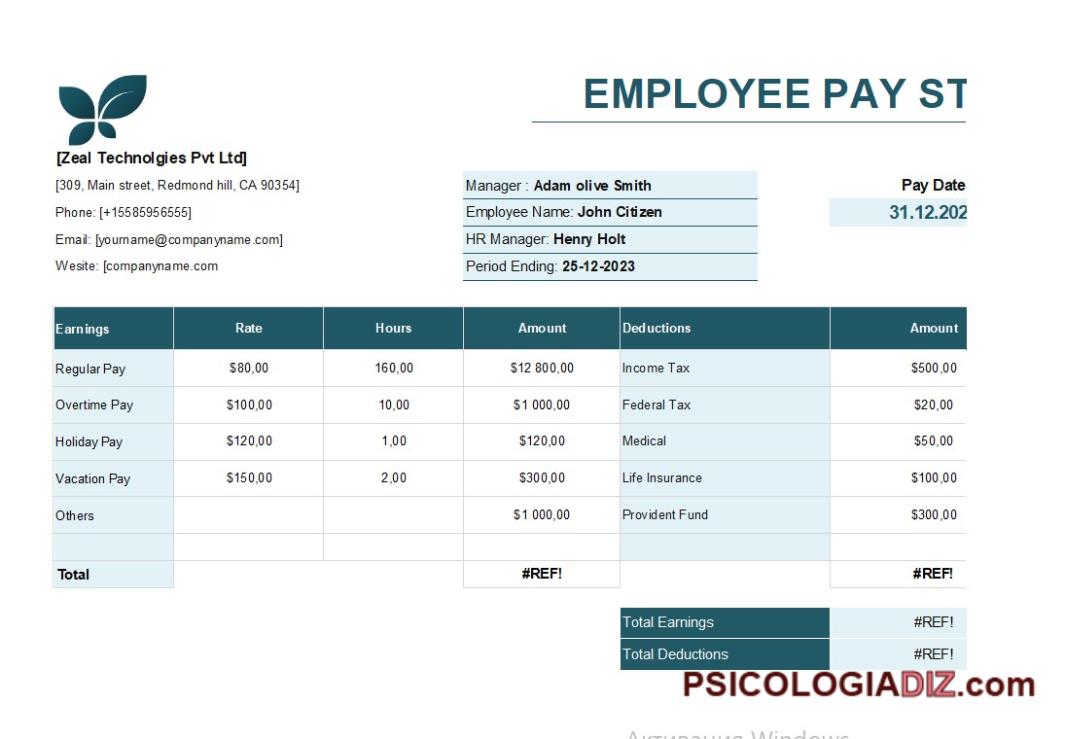 EMPLOYEE PAY ST
[Zeal Technolgies Pvt Ltd]
[309, Main street, Redmond hill, CA 90354]
Phone: [+15585956555]
Email: [yourname@companyname.com]
Wesite: [companyname.com
Manager : Adam olive Smith
Employee Name: John Citizen
HR Manager: Henry Holt
Period Ending: 25-12-2023
Pay Date
31.12.202
Earnings Rate Hours Amount Deductions Amount
Regular Pay $80,00 160,00 $12 800,00 Income Tax $500,00
Overtime Pay $100,00 10,00 $1 000,00 Federal Tax $20,00
Holiday Pay $120,00 1,00 $120,00 Medical $50,00
Vacation Pay $150,00 2,00 $300,00 Life Insurance $100,00
Others $1 000,00 Provident Fund $300,00
Total #REF! #REF!
Total Earnings #REF!
Total Deductions #REF!
PSICOLOGIADIZ.com
Активация Windows